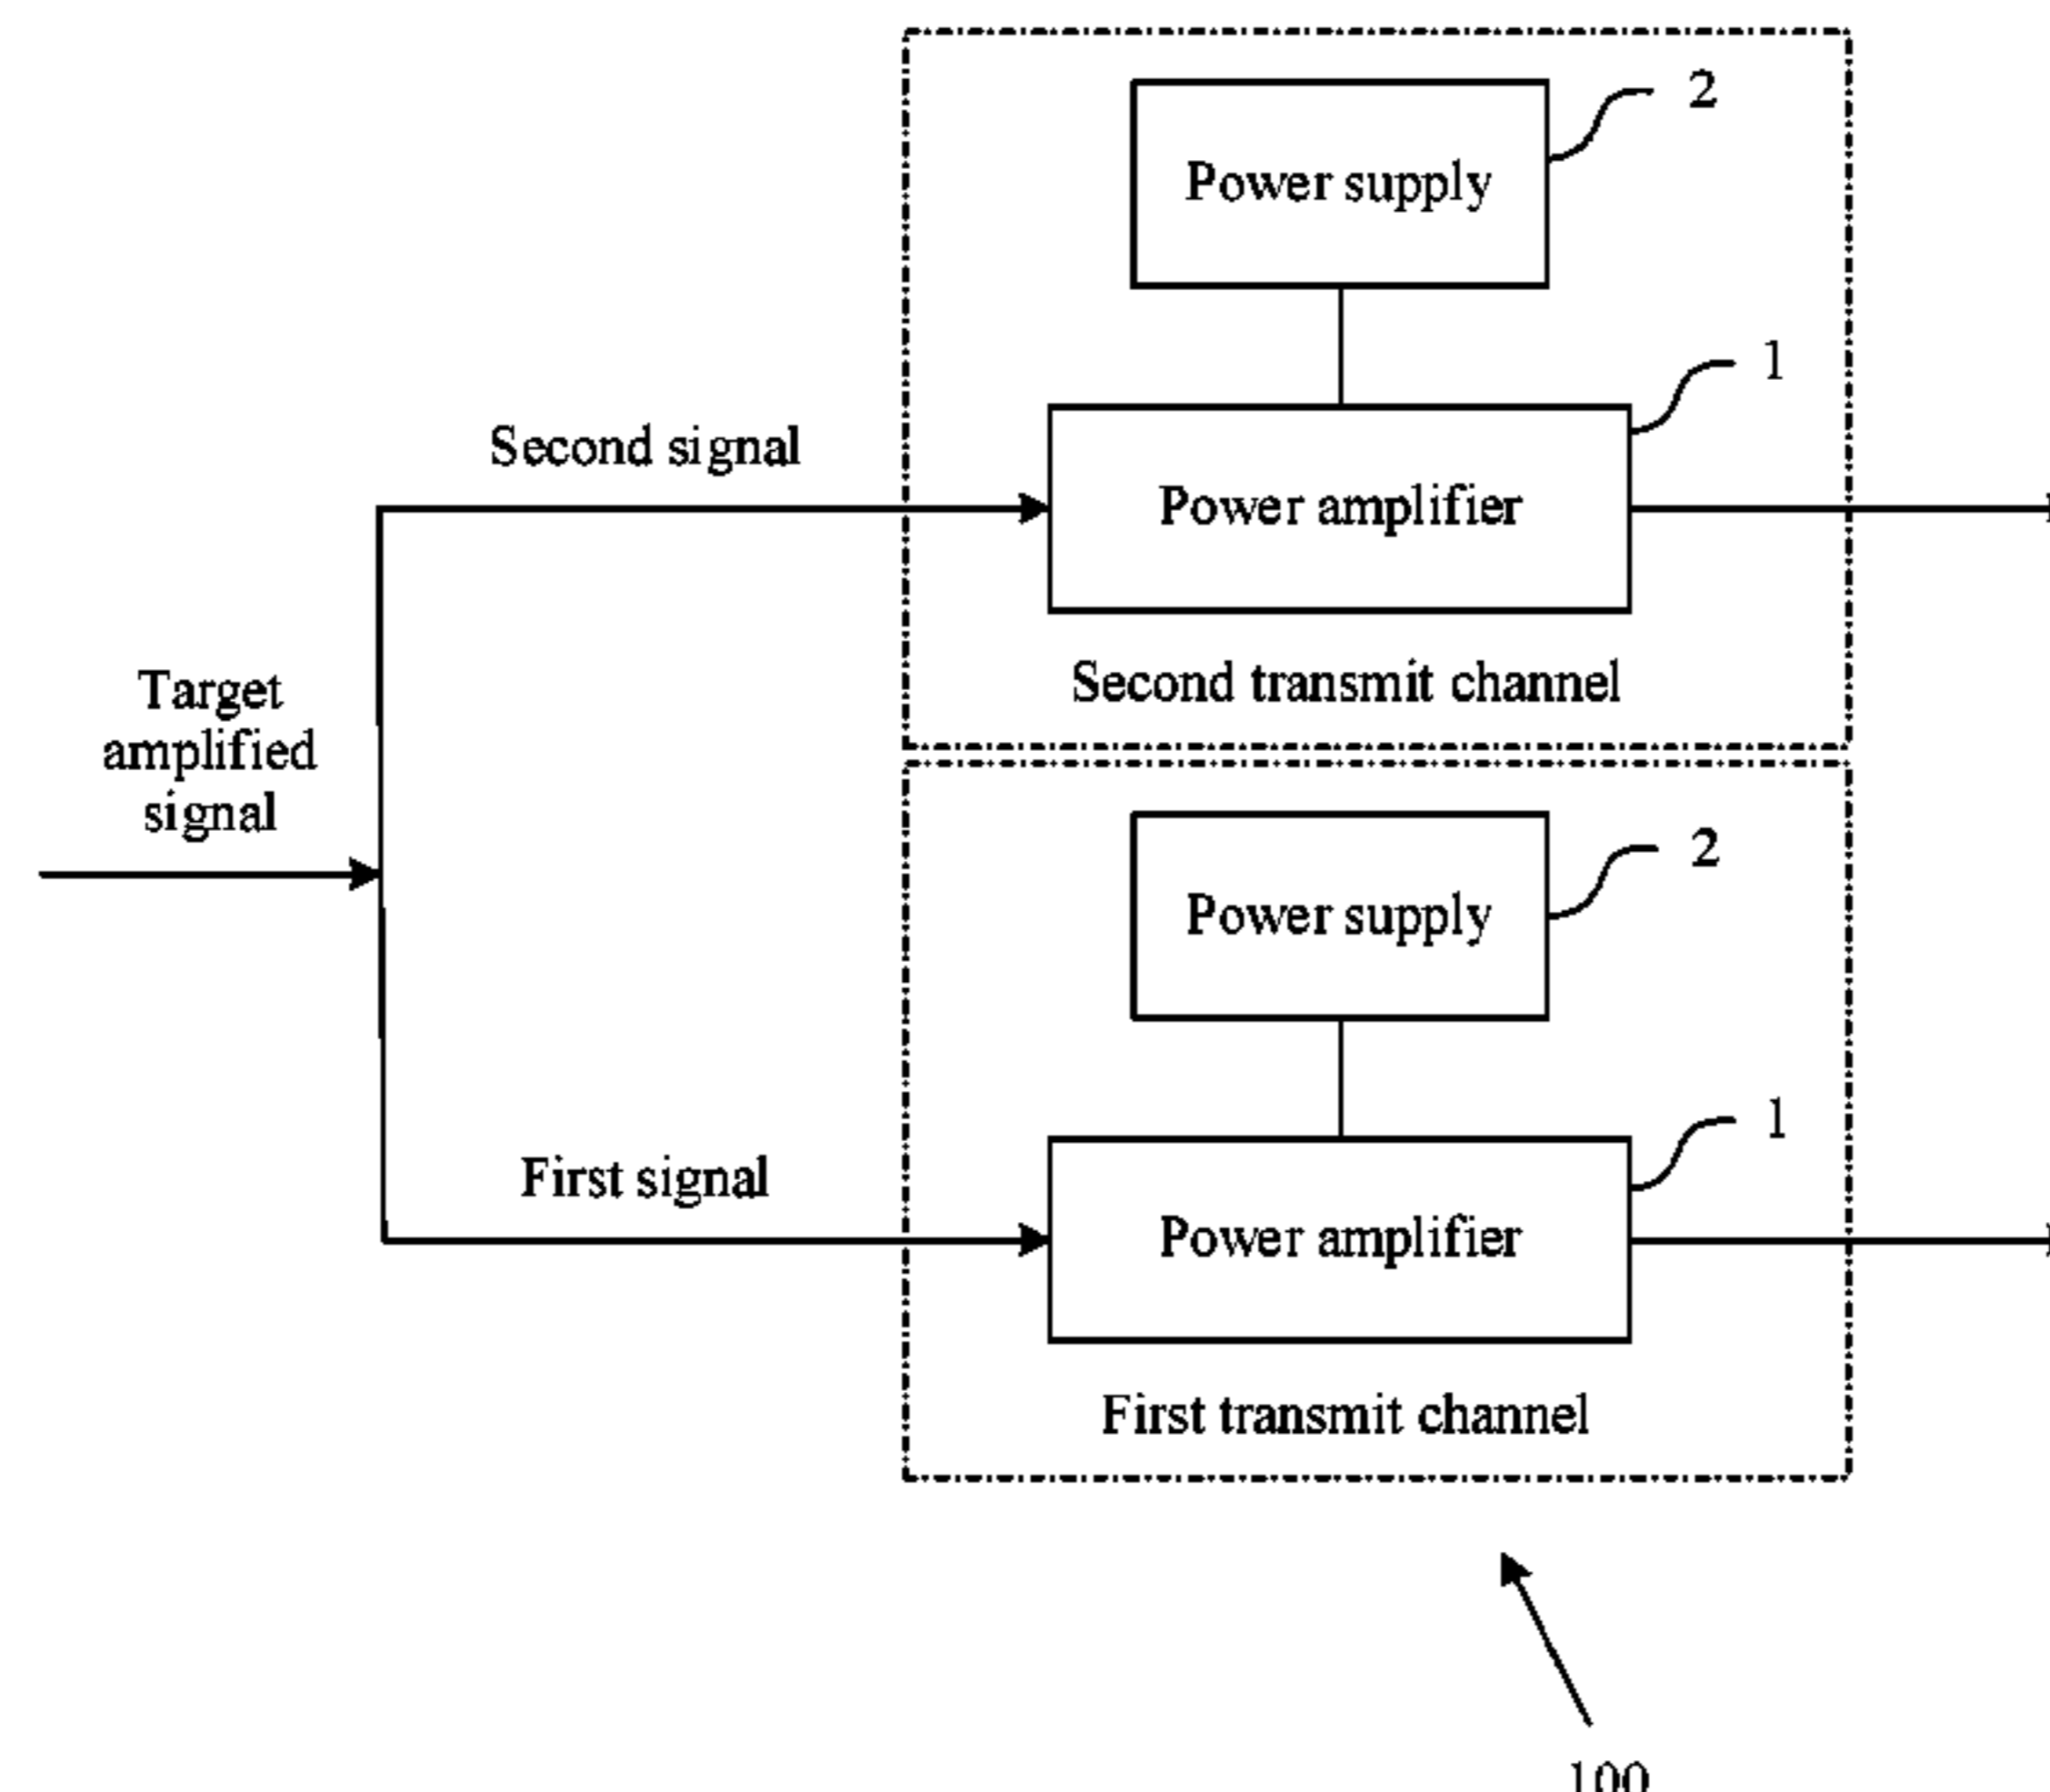 2
Power supply
1
Second signal
Power amplifier
Second transmit channel
Target
amplified
signal
2
Power supply
1
First signal
Power amplifier
First transmit channel
100